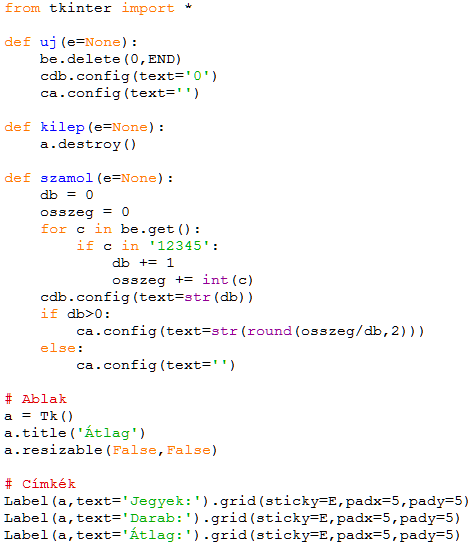 from tkinter import *
def uj(e=None):
    be.delete(0,END)
    cdb.config(text='0')
    ca.config(text='')
def kilep(e=None):
    a.destroy()
def szamol(e=None):
    db = 0
    osszeg = 0
    for c in be.get():
        if c in '12345':
            db += 1
            osszeg += int(c)
    cdb.config(text=str(db))
    if db>0:
        ca.config(text=str(round(osszeg/db,2)))
    else:
        ca.config(text='')
# Ablak
a = Tk()
a.title('Átlag')
a.resizable(False,False)
# Címkék
Label(a,text='Jegyek:').grid(sticky=E,padx=5,pady=5)
Label(a,text='Darab:').grid(sticky=E,padx=5,pady=5)
Label(a,text='Átlag:').grid(sticky=E,padx=5,pady=5)